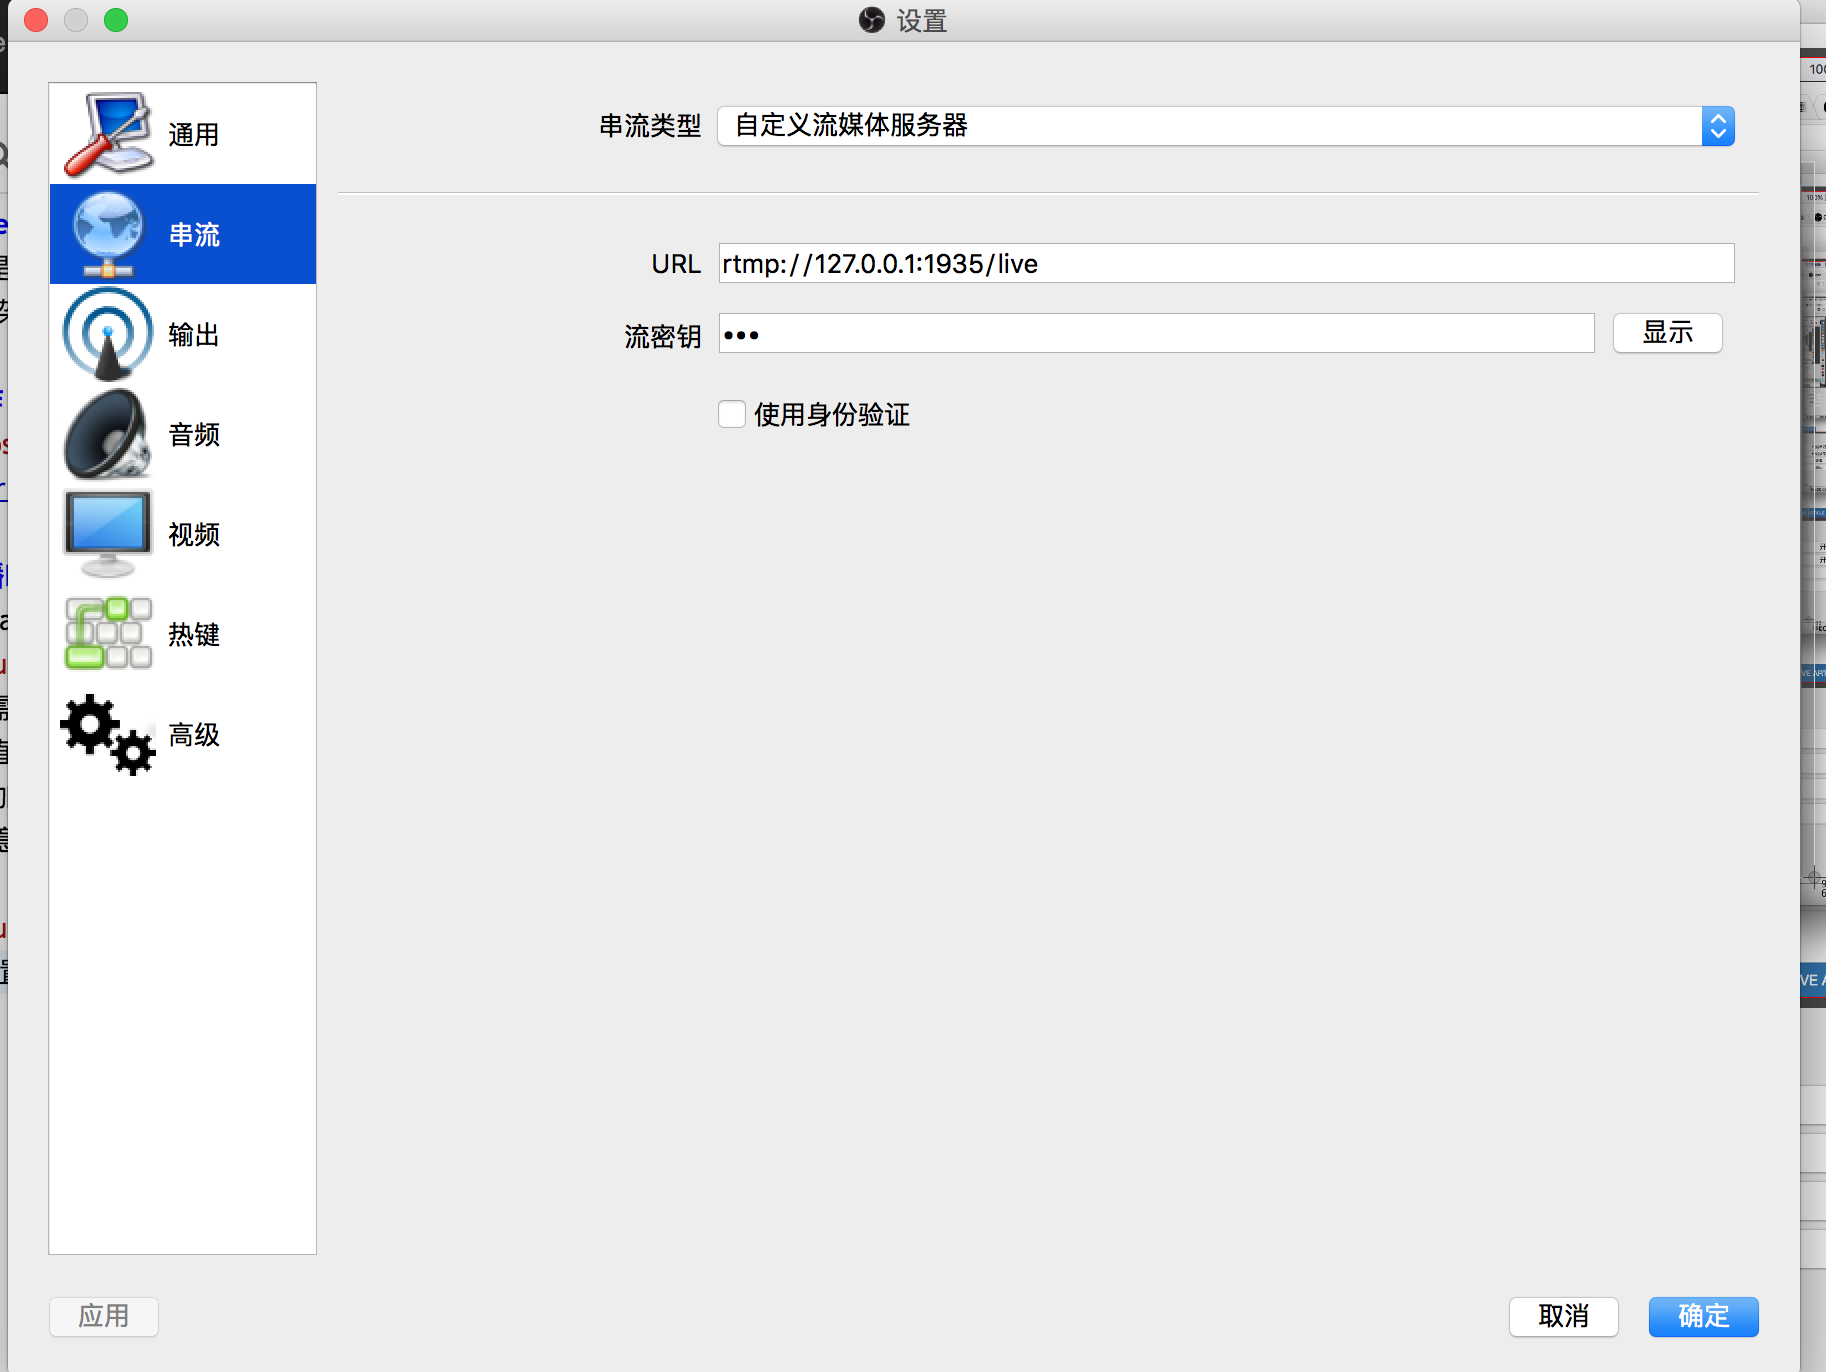 设置
通用
串流
输出
音频
视频
热键
高级
串流类型 自定义流媒体服务器
URL rtmp://127.0.0.1:1935/live
流密钥 •••
显示
使用身份验证
应用
取消
确定